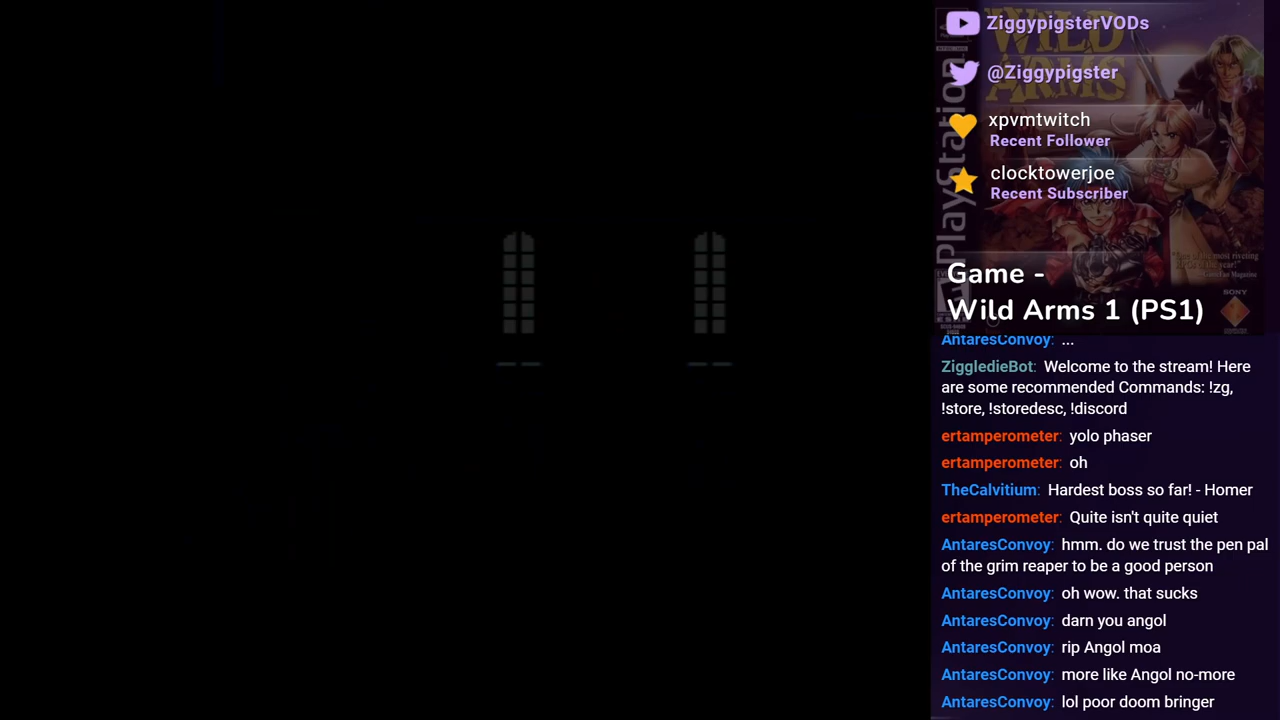 ZiggypigsterVODs
@Ziggypigster
xpvmtwitch
Recent Follower
clocktowerjoe
Recent Subscriber
WILD
ARMS
PlayStation
Game -
Wild Arms 1 (PS1)
SONY
AntaresConvoy: ...
ZiggledieBot: Welcome to the stream! Here
are some recommended Commands: !zg,
!store, !storedesc, !discord
ertamperometer: yolo phaser
ertamperometer: oh
TheCalvitium: Hardest boss so far! - Homer
ertamperometer: Quite isn't quite quiet
AntaresConvoy: hmm. do we trust the pen pal
of the grim reaper to be a good person
AntaresConvoy: oh wow. that sucks
AntaresConvoy: darn you angol
AntaresConvoy: rip Angol moa
AntaresConvoy: more like Angol no-more
AntaresConvoy: lol poor doom bringer